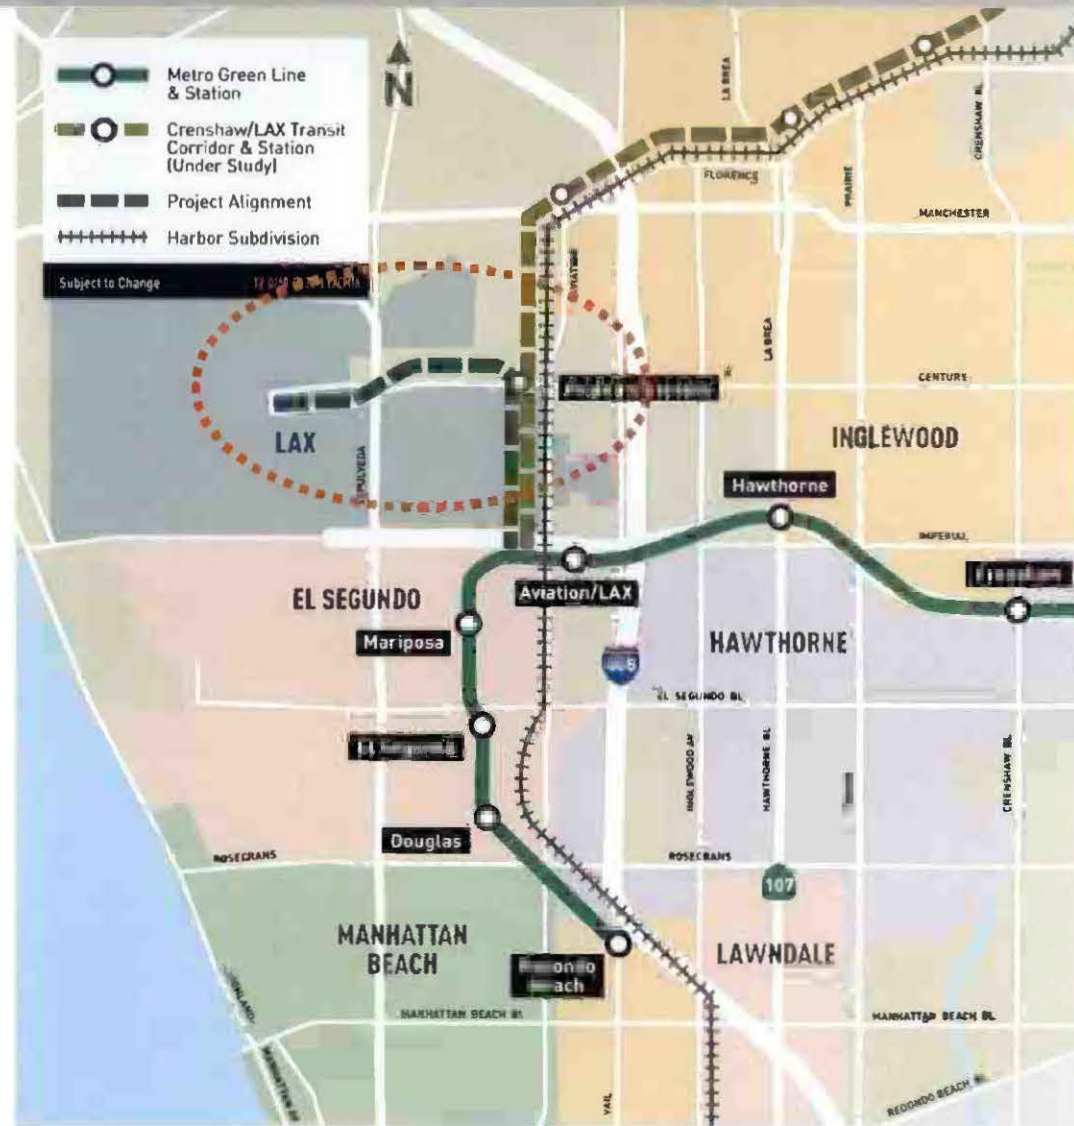 Metro Green Line
& Station
Crenshaw/LAX Transit
Corridor & Station
(Under Study)
Project Alignment
Harbor Subdivision
Subject to Change
N
LA BREA
CRENSHAW BL
FLORENCE
PRAIRIE
MANCHESTER
LA BREA
CENTURY
LAX
INGLEWOOD
Hawthorne
IMPERIAL
EL SEGUNDO
Aviation/LAX
Mariposa
HAWTHORNE
EL SEGUNDO BL
INGLEWOOD AV
HAWTHORNE BL
CRENSHAW BL
Douglas
ROSECRANS
ROSECRANS
107
MANHATTAN
BEACH
LAWNDALE
MANHATTAN BEACH BL
MANHATTAN BEACH BL
REDONDO BEACH BL